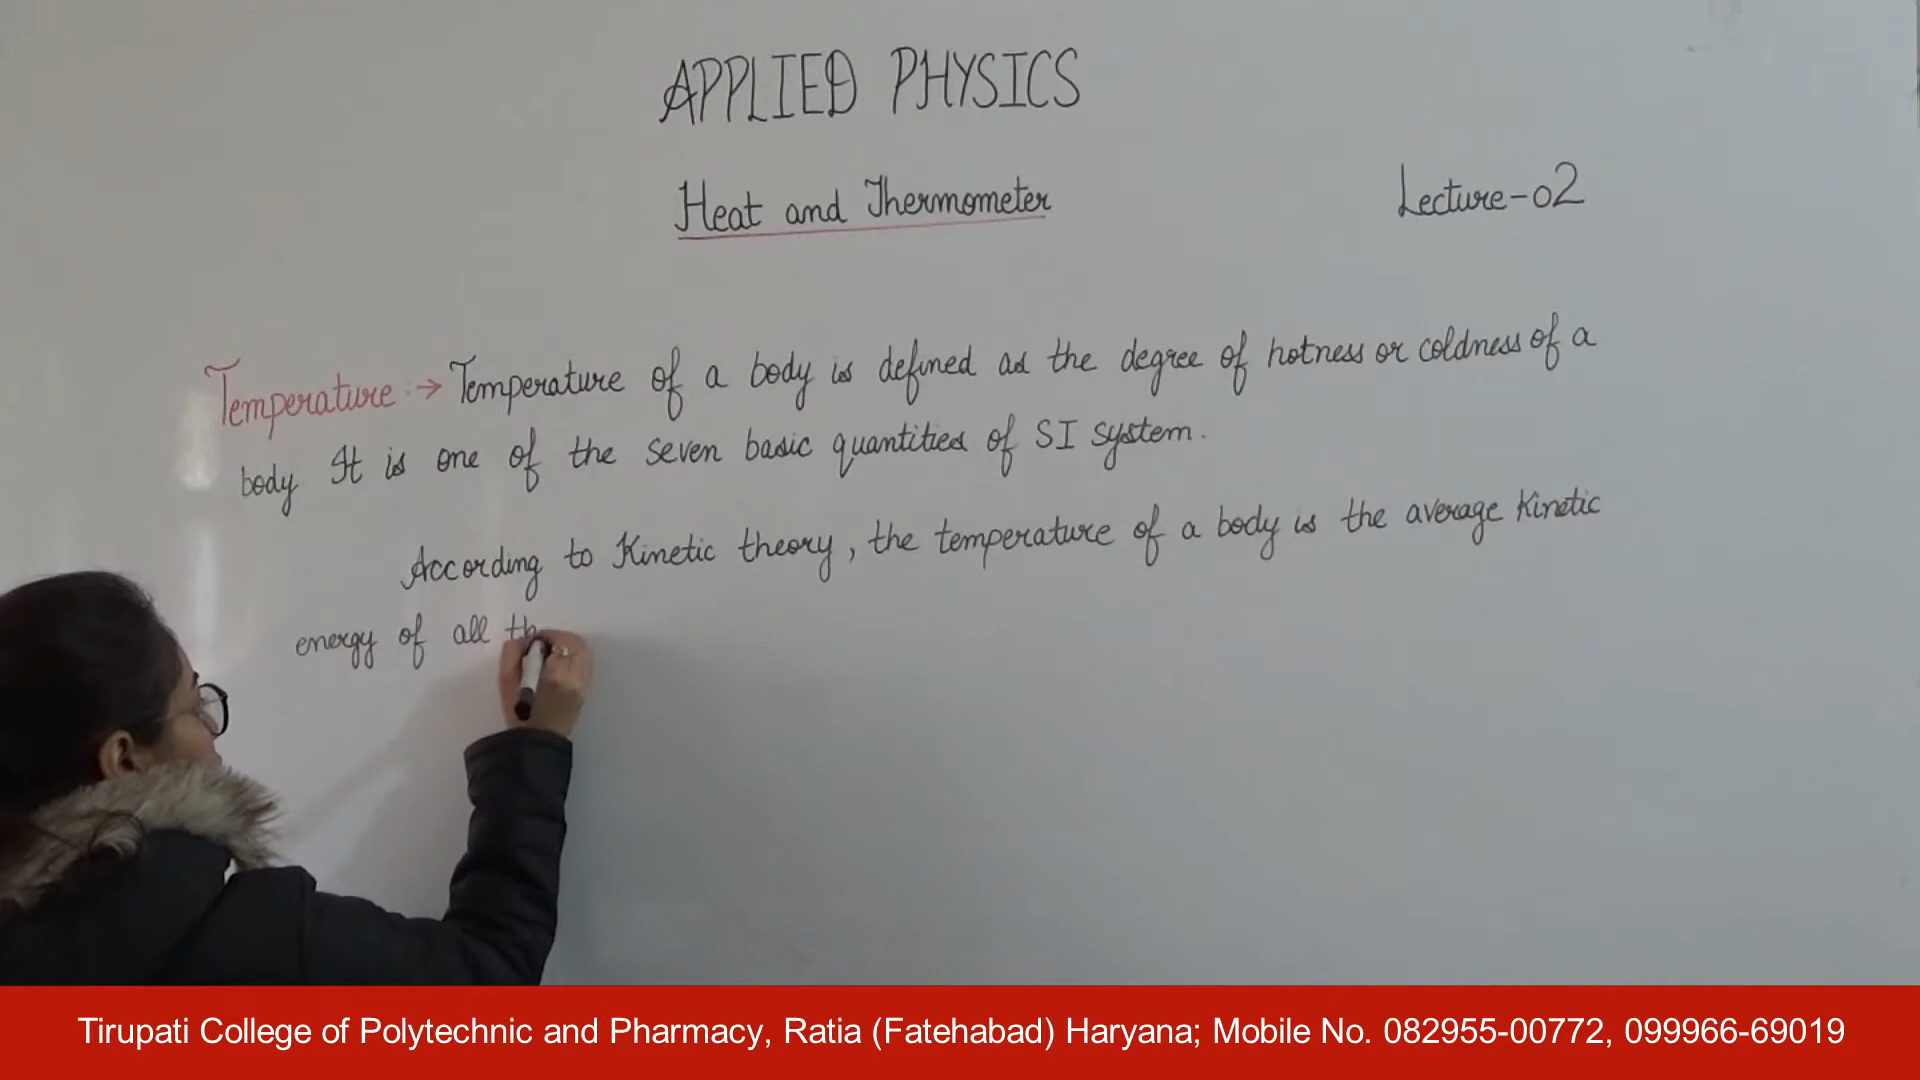 APPLIED PHYSICS
Heat and Thermometer
Lecture-02
Temperature :→ Temperature of a body is defined as the degree of hotness or coldness of a
body. It is one of the seven basic quantities of SI system.
According to Kinetic theory, the temperature of a body is the average Kinetic
energy of all th
Tirupati College of Polytechnic and Pharmacy, Ratia (Fatehabad) Haryana; Mobile No. 082955-00772, 099966-69019